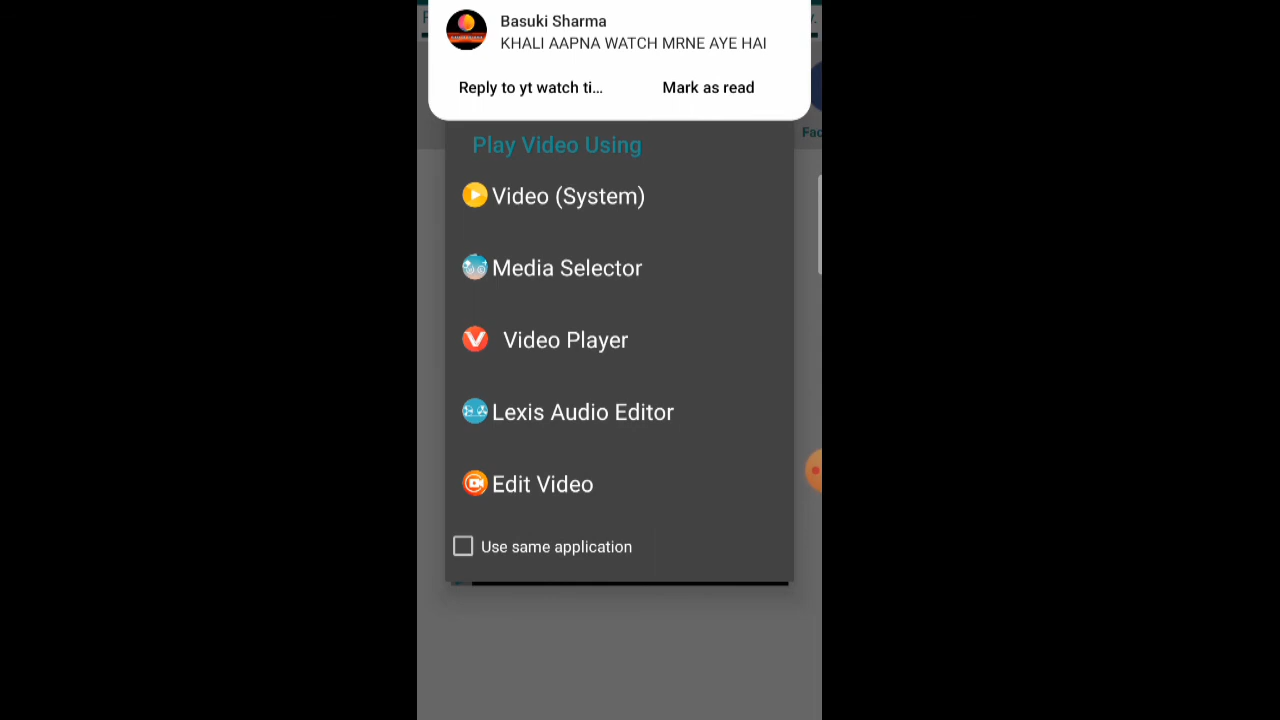 Basuki Sharma
KHALI AAPNA WATCH MRNE AYE HAI
Reply to yt watch ti... Mark as read
Fac
Play Video Using
Video (System)
Media Selector
Video Player
Lexis Audio Editor
Edit Video
Use same application